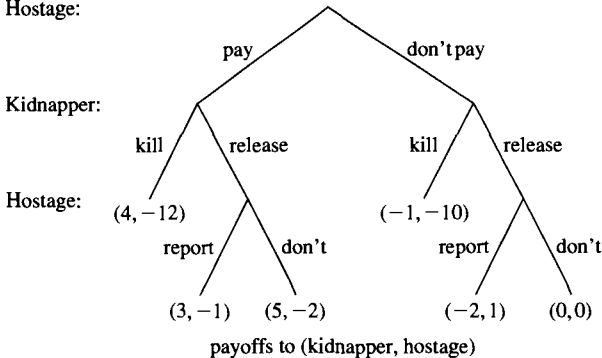 Hostage:
pay don't pay
Kidnapper:
kill release kill release
Hostage:
(4, −12) (−1, −10)
report don't report don't
(3, −1) (5, −2) (−2, 1) (0, 0)
payoffs to (kidnapper, hostage)